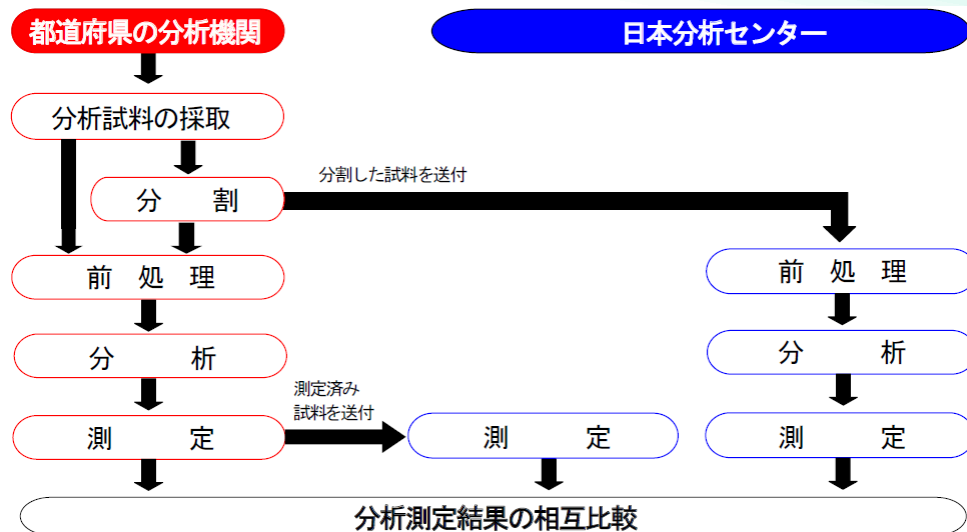 都道府県の分析機関
日本分析センター
分析試料の採取
分割した試料を送付
分 割
前 処 理
前 処 理
分 析
分 析
測定済み
試料を送付
測 定
測 定
測 定
分析測定結果の相互比較